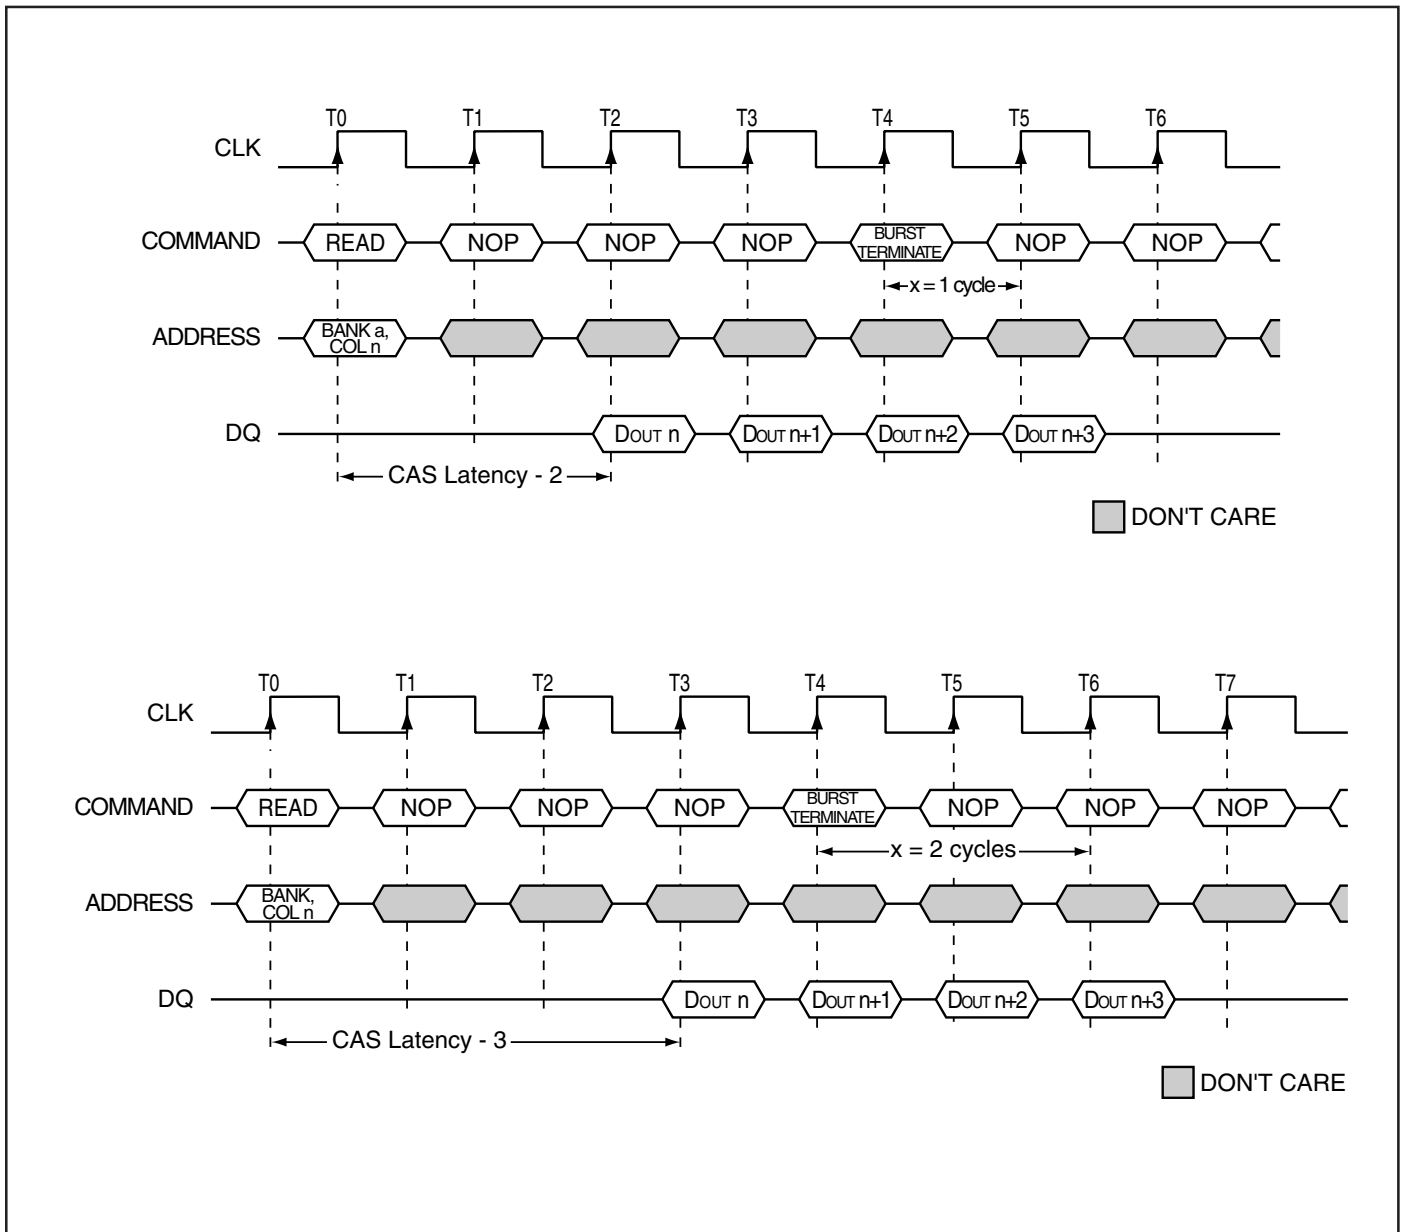 T0 T1 T2 T3 T4 T5 T6
CLK
COMMAND READ NOP NOP NOP BURST TERMINATE NOP NOP
x = 1 cycle
ADDRESS BANK a, COL n
DQ DOUT n DOUT n+1 DOUT n+2 DOUT n+3
CAS Latency - 2
DON'T CARE
T0 T1 T2 T3 T4 T5 T6 T7
CLK
COMMAND READ NOP NOP NOP BURST TERMINATE NOP NOP NOP
x = 2 cycles
ADDRESS BANK, COL n
DQ DOUT n DOUT n+1 DOUT n+2 DOUT n+3
CAS Latency - 3
DON'T CARE